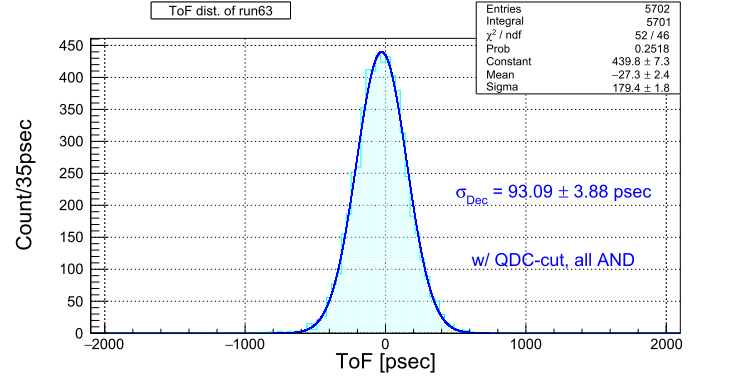 ToF dist. of run63
Entries 5702
Integral 5701
χ² / ndf 52 / 46
Prob 0.2518
Constant 439.8 ± 7.3
Mean −27.3 ± 2.4
Sigma 179.4 ± 1.8
450
400
350
300
250
200
150
100
50
0
Count/35psec
σDec = 93.09 ± 3.88 psec
w/ QDC-cut, all AND
−2000 −1000 0 1000 2000
ToF [psec]